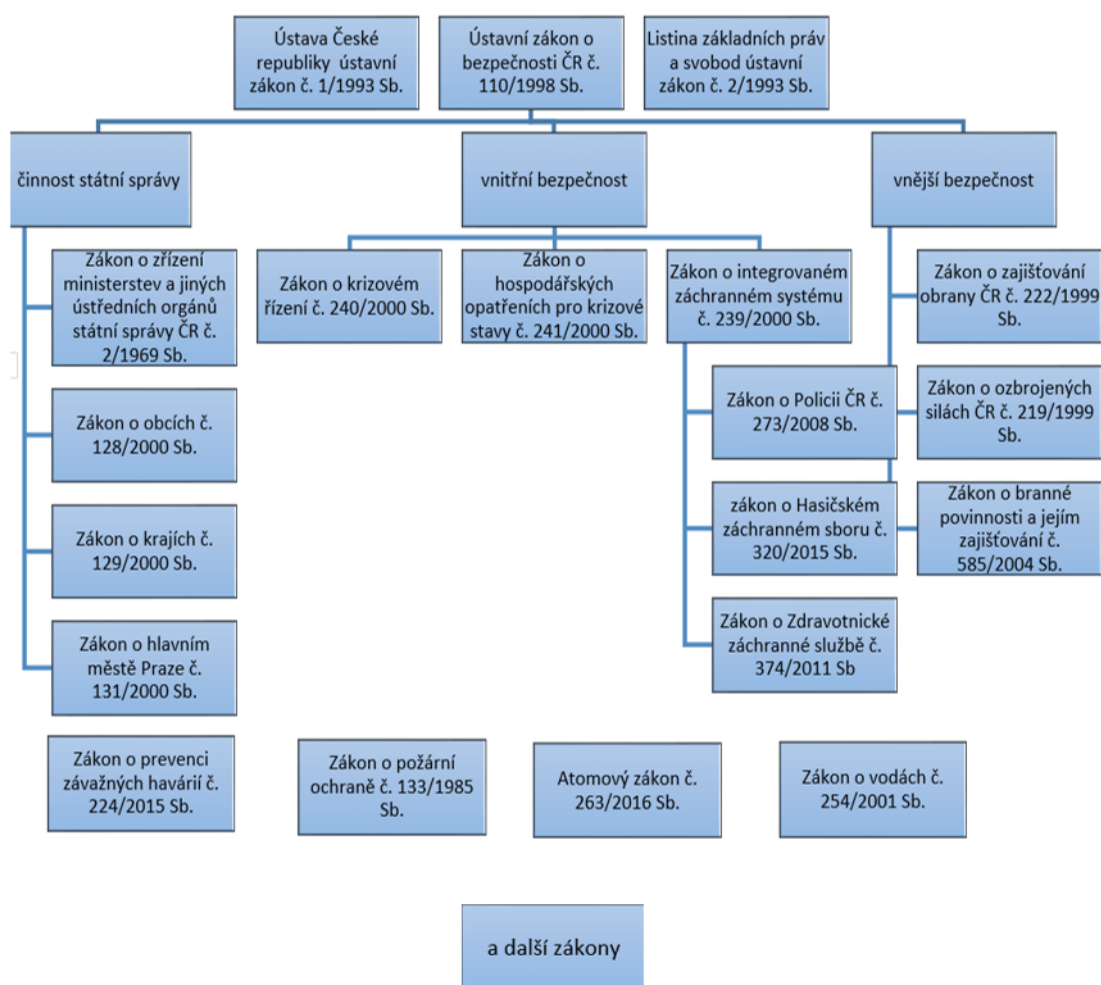 Ústava České
republiky ústavní
zákon č. 1/1993 Sb.
Ústavní zákon o
bezpečnosti ČR č.
110/1998 Sb.
Listina základních práv
a svobod ústavní
zákon č. 2/1993 Sb.
činnost státní správy
vnitřní bezpečnost
vnější bezpečnost
Zákon o zřízení
ministerstev a jiných
ústředních orgánů
státní správy ČR č.
2/1969 Sb.
Zákon o obcích č.
128/2000 Sb.
Zákon o krajích č.
129/2000 Sb.
Zákon o hlavním
městě Praze č.
131/2000 Sb.
Zákon o krizovém
řízení č. 240/2000 Sb.
Zákon o
hospodářských
opatřeních pro krizové
stavy č. 241/2000 Sb.
Zákon o integrovaném
záchranném systému
č. 239/2000 Sb.
Zákon o Policii ČR č.
273/2008 Sb.
zákon o Hasičském
záchranném sboru č.
320/2015 Sb.
Zákon o Zdravotnické
záchranné službě č.
374/2011 Sb
Zákon o zajišťování
obrany ČR č. 222/1999
Sb.
Zákon o ozbrojených
silách ČR č. 219/1999
Sb.
Zákon o branné
povinnosti a jejím
zajišťování č.
585/2004 Sb.
Zákon o prevenci
závažných havárií č.
224/2015 Sb.
Zákon o požární
ochraně č. 133/1985
Sb.
Atomový zákon č.
263/2016 Sb.
Zákon o vodách č.
254/2001 Sb.
a další zákony